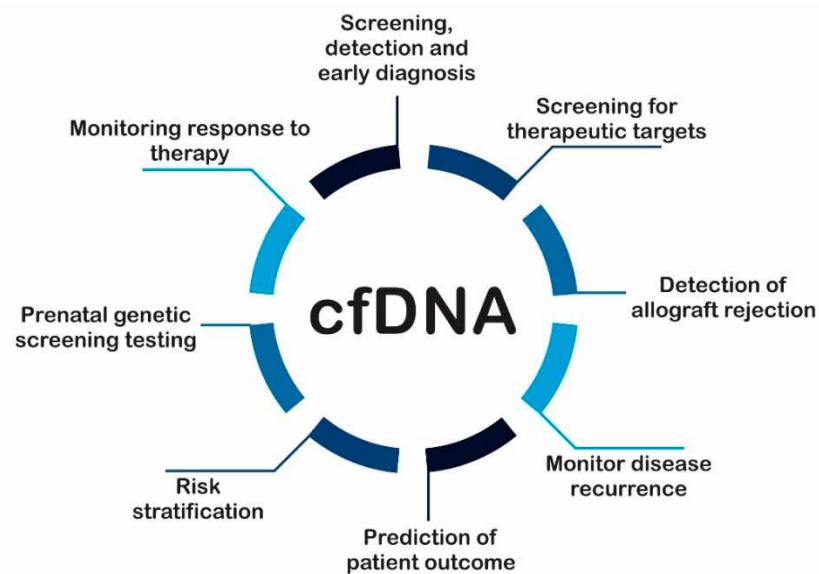 Screening,
detection and
early diagnosis
Screening for
therapeutic targets
Monitoring response to
therapy
Detection of
allograft rejection
cfDNA
Prenatal genetic
screening testing
Monitor disease
recurrence
Risk
stratification
Prediction of
patient outcome